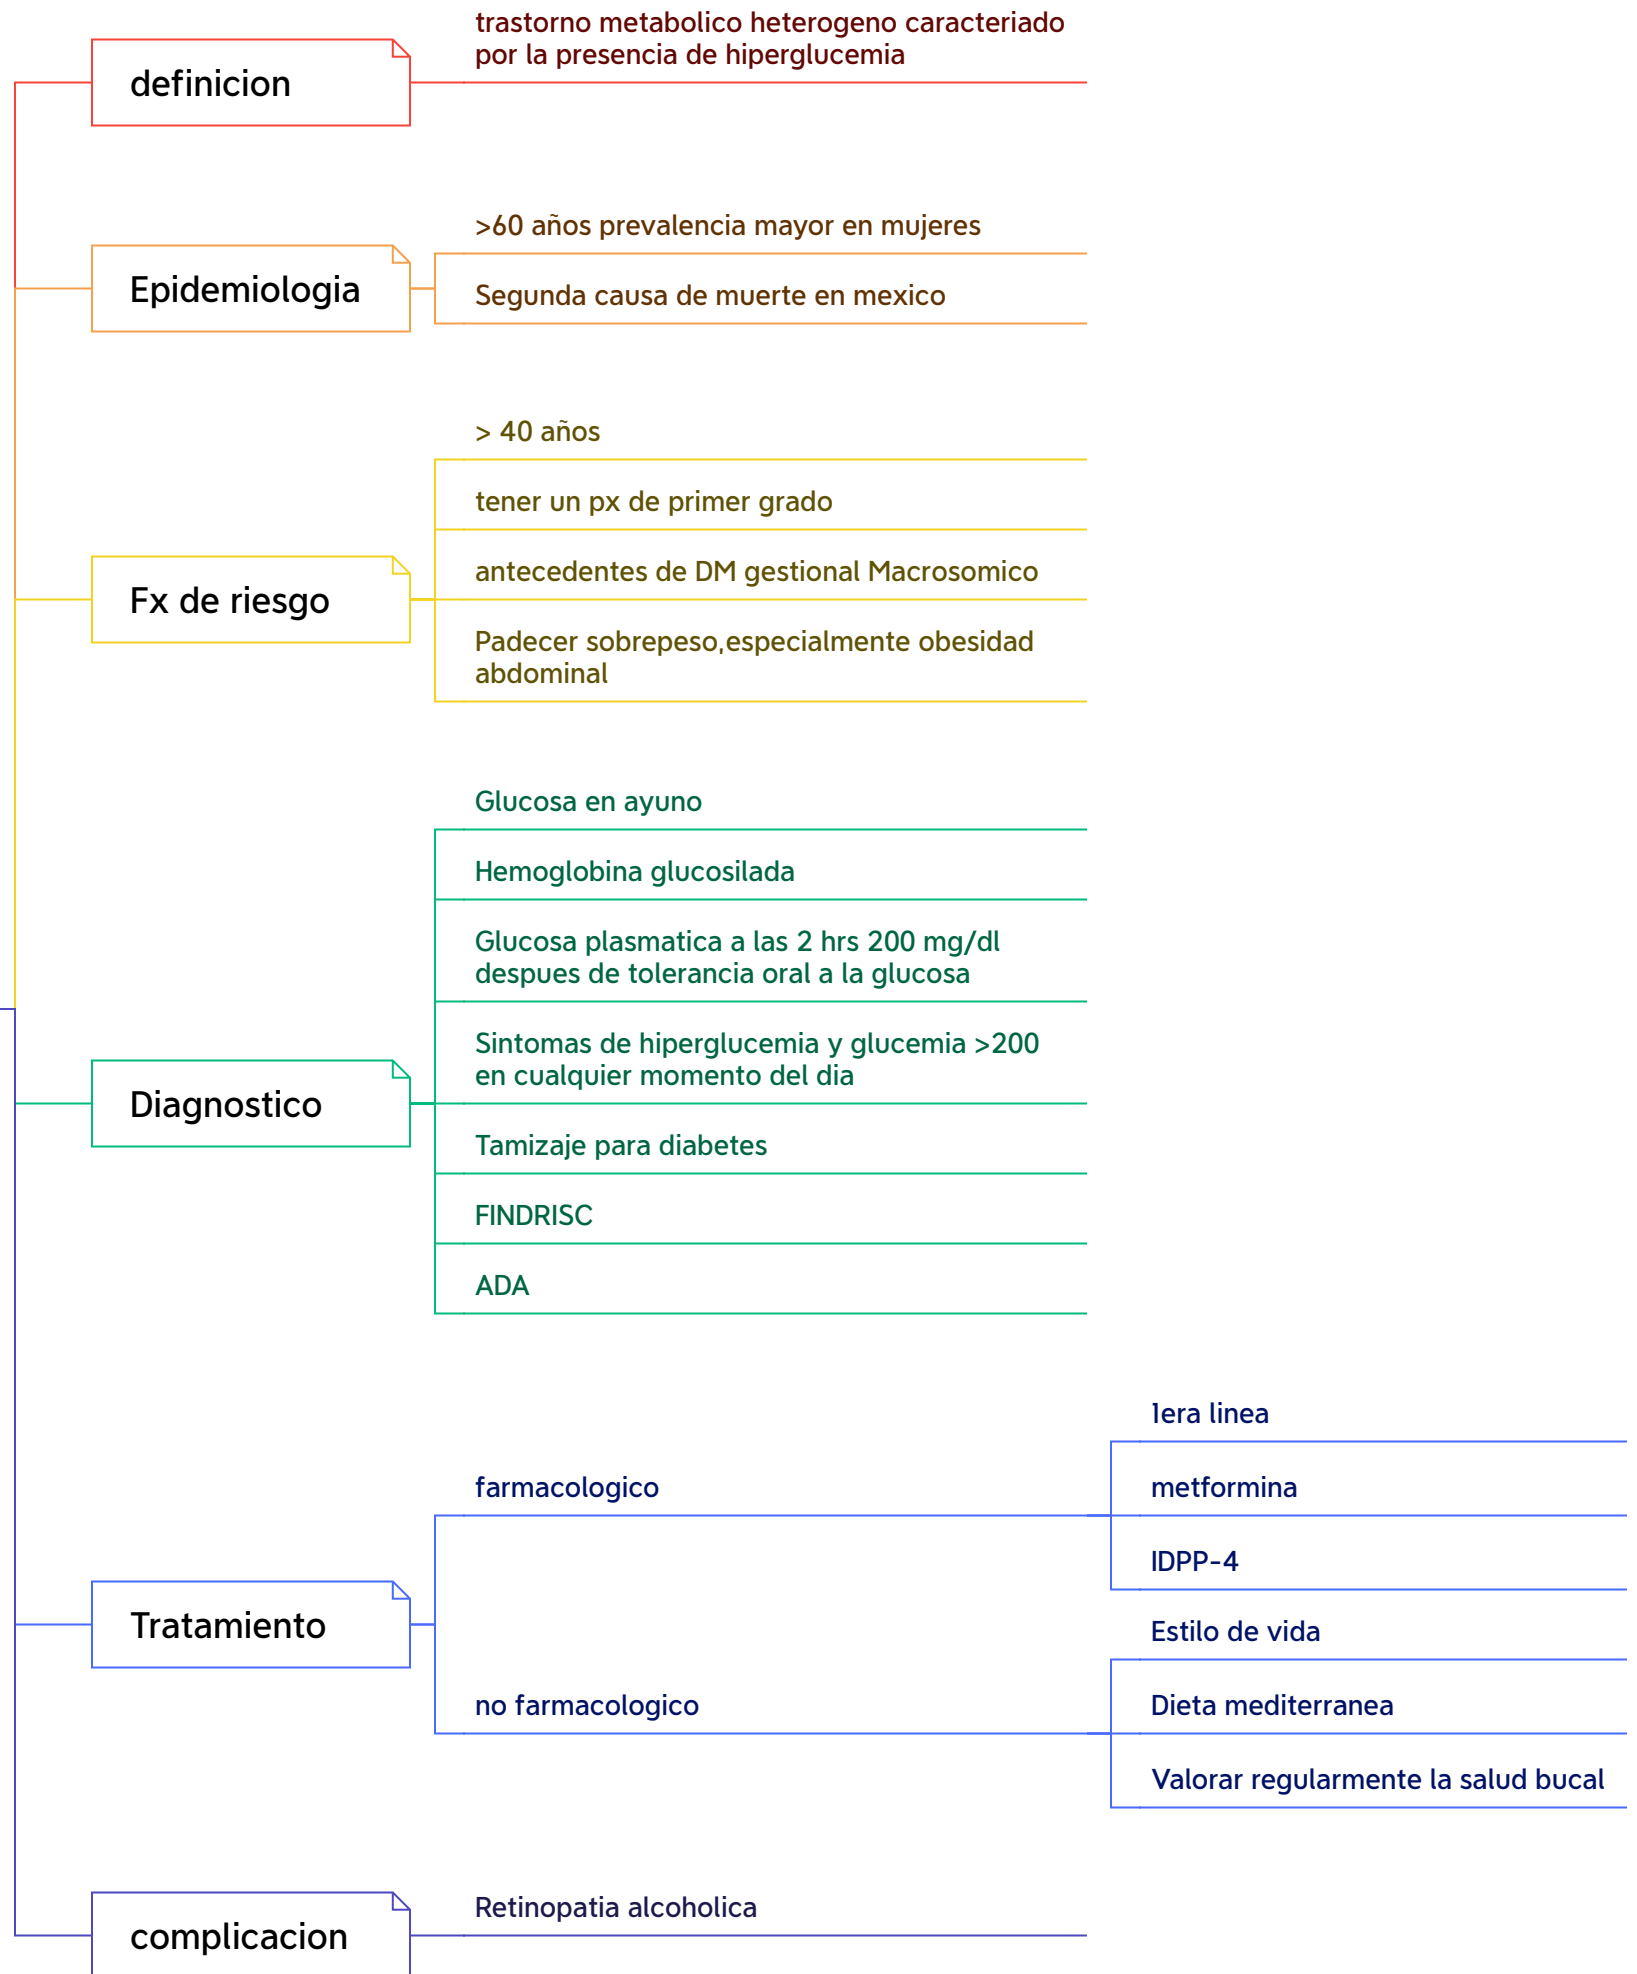 definicion
trastorno metabolico heterogeno caracteriado
por la presencia de hiperglucemia
Epidemiologia
>60 años prevalencia mayor en mujeres
Segunda causa de muerte en mexico
Fx de riesgo
> 40 años
tener un px de primer grado
antecedentes de DM gestional Macrosomico
Padecer sobrepeso,especialmente obesidad
abdominal
Diagnostico
Glucosa en ayuno
Hemoglobina glucosilada
Glucosa plasmatica a las 2 hrs 200 mg/dl
despues de tolerancia oral a la glucosa
Sintomas de hiperglucemia y glucemia >200
en cualquier momento del dia
Tamizaje para diabetes
FINDRISC
ADA
Tratamiento
farmacologico
1era linea
metformina
IDPP-4
no farmacologico
Estilo de vida
Dieta mediterranea
Valorar regularmente la salud bucal
complicacion
Retinopatia alcoholica